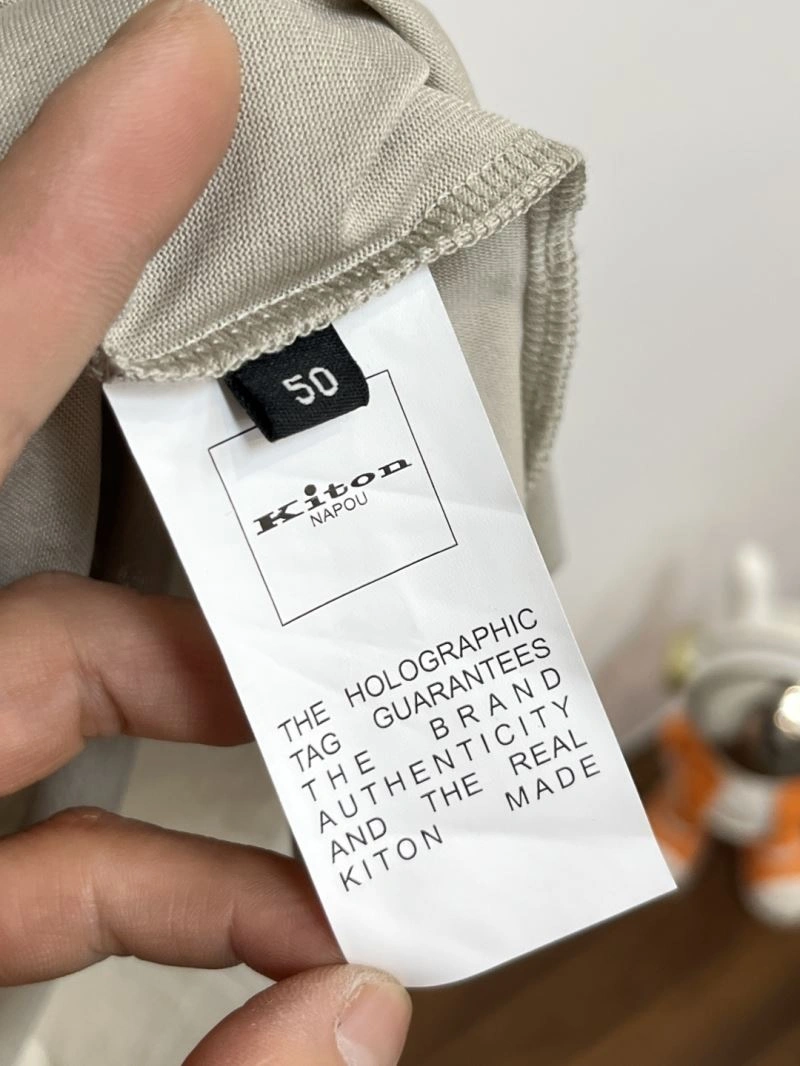 50
Kiton
NAPOU
THE HOLOGRAPHIC
TAG GUARANTEES
THE BRAND
AUTHENTICITY
AND THE REAL
KITON MADE